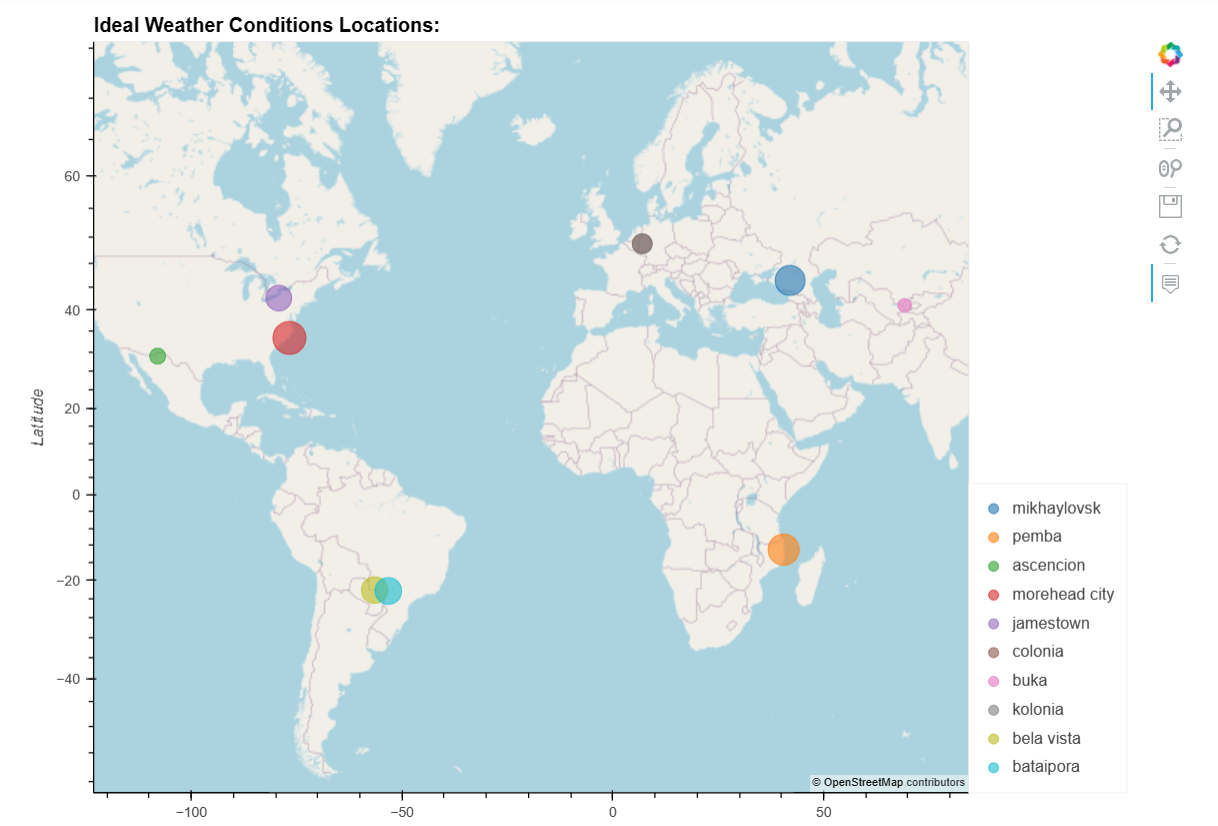 Ideal Weather Conditions Locations:
60
40
20
0
−20
−40
Latitude
−100
−50
0
50
© OpenStreetMap contributors
mikhaylovsk
pemba
ascencion
morehead city
jamestown
colonia
buka
kolonia
bela vista
bataipora